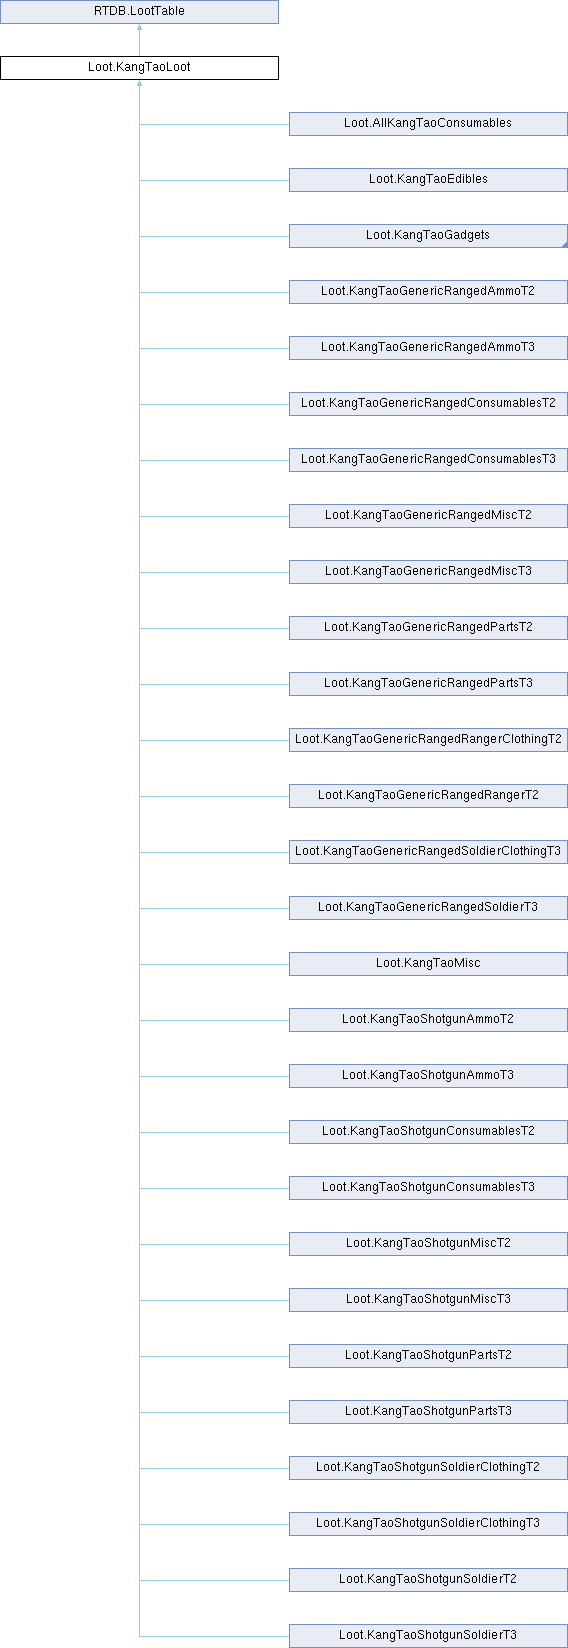 RTDB.LootTable
Loot.KangTaoLoot
Loot.AllKangTaoConsumables
Loot.KangTaoEdibles
Loot.KangTaoGadgets
Loot.KangTaoGenericRangedAmmoT2
Loot.KangTaoGenericRangedAmmoT3
Loot.KangTaoGenericRangedConsumablesT2
Loot.KangTaoGenericRangedConsumablesT3
Loot.KangTaoGenericRangedMiscT2
Loot.KangTaoGenericRangedMiscT3
Loot.KangTaoGenericRangedPartsT2
Loot.KangTaoGenericRangedPartsT3
Loot.KangTaoGenericRangedRangerClothingT2
Loot.KangTaoGenericRangedRangerT2
Loot.KangTaoGenericRangedSoldierClothingT3
Loot.KangTaoGenericRangedSoldierT3
Loot.KangTaoMisc
Loot.KangTaoShotgunAmmoT2
Loot.KangTaoShotgunAmmoT3
Loot.KangTaoShotgunConsumablesT2
Loot.KangTaoShotgunConsumablesT3
Loot.KangTaoShotgunMiscT2
Loot.KangTaoShotgunMiscT3
Loot.KangTaoShotgunPartsT2
Loot.KangTaoShotgunPartsT3
Loot.KangTaoShotgunSoldierClothingT2
Loot.KangTaoShotgunSoldierClothingT3
Loot.KangTaoShotgunSoldierT2
Loot.KangTaoShotgunSoldierT3